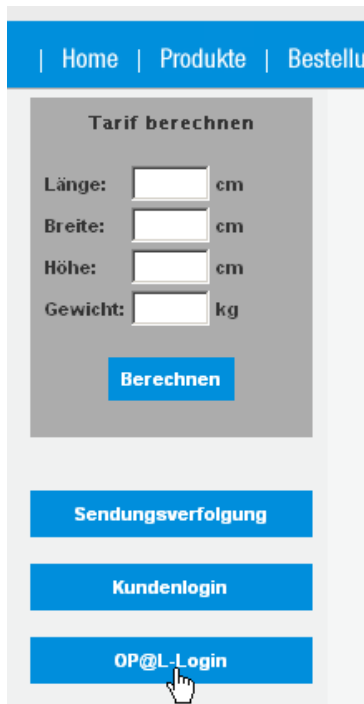 | Home | Produkte | Bestellu
Tarif berechnen
Länge: cm
Breite: cm
Höhe: cm
Gewicht: kg
Berechnen
Sendungsverfolgung
Kundenlogin
OP@L-Login